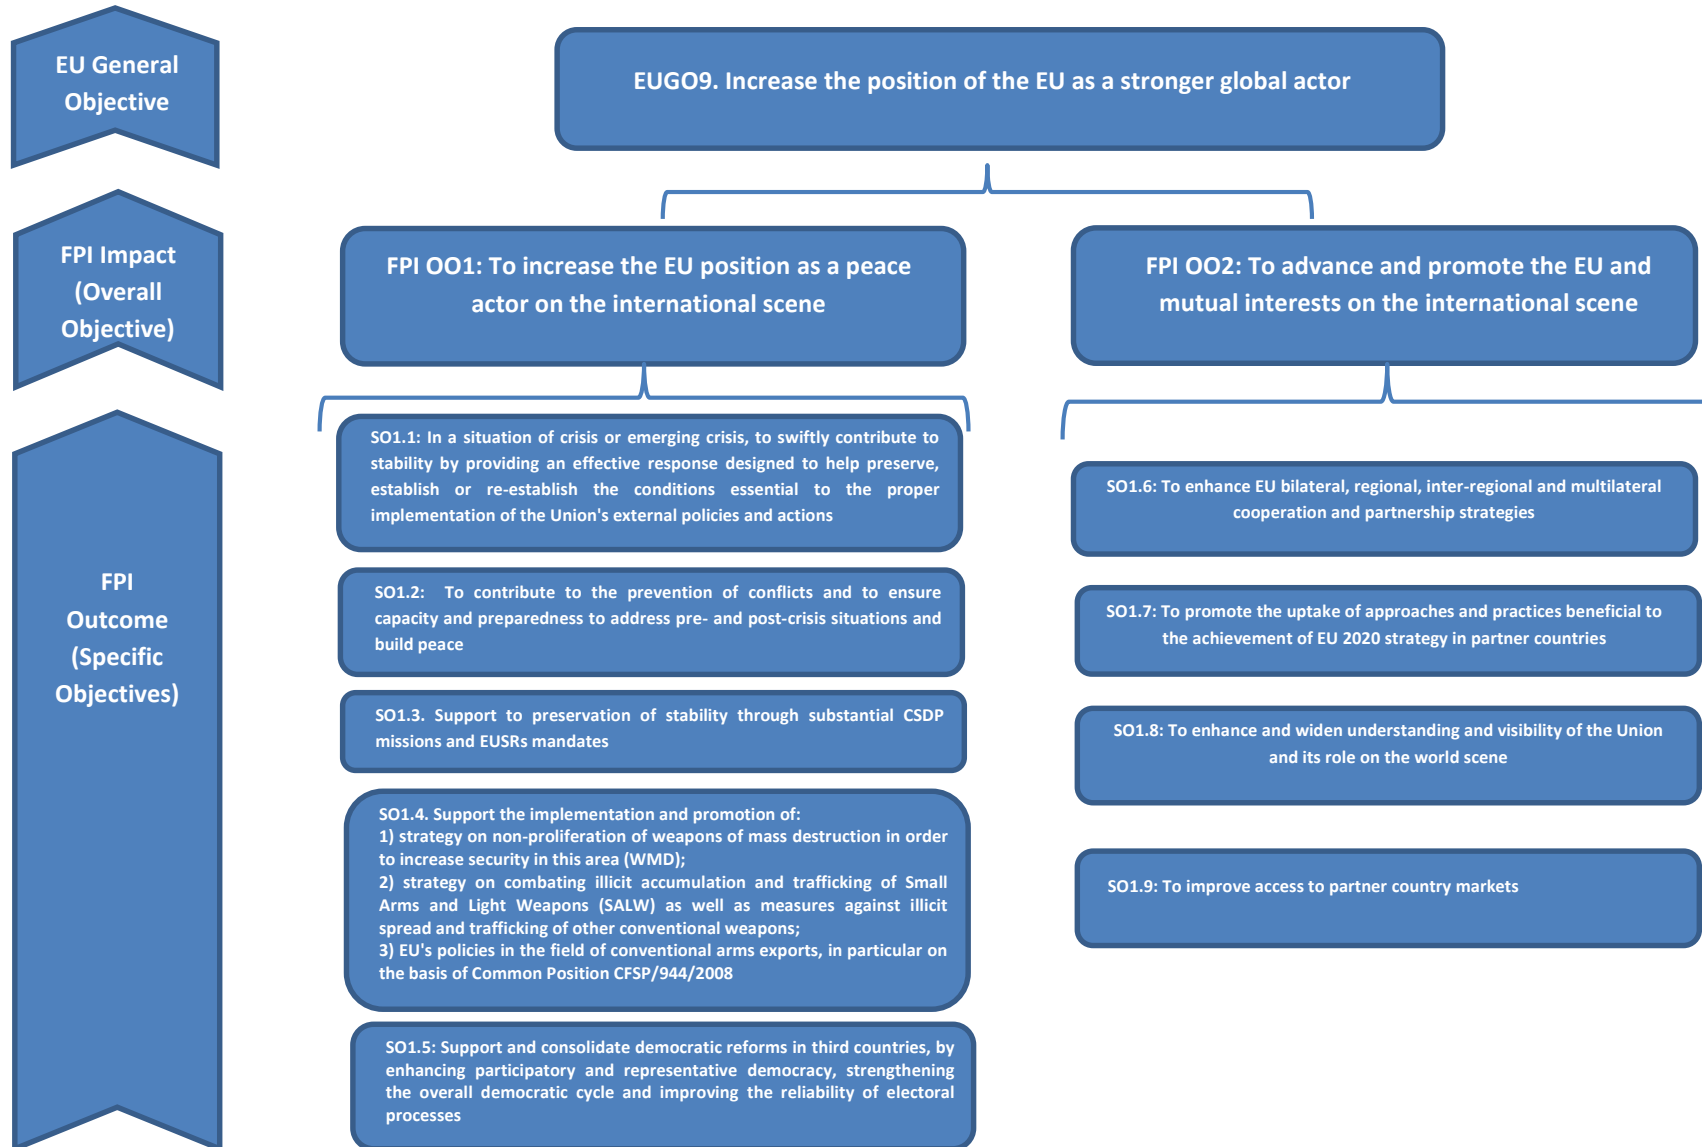 EU General
Objective
EUGO9. Increase the position of the EU as a stronger global actor
FPI Impact
(Overall
Objective)
FPI OO1: To increase the EU position as a peace
actor on the international scene
FPI OO2: To advance and promote the EU and
mutual interests on the international scene
FPI
Outcome
(Specific
Objectives)
SO1.1: In a situation of crisis or emerging crisis, to swiftly contribute to
stability by providing an effective response designed to help preserve,
establish or re-establish the conditions essential to the proper
implementation of the Union's external policies and actions
SO1.2: To contribute to the prevention of conflicts and to ensure
capacity and preparedness to address pre- and post-crisis situations and
build peace
SO1.3. Support to preservation of stability through substantial CSDP
missions and EUSRs mandates
SO1.4. Support the implementation and promotion of:
1) strategy on non-proliferation of weapons of mass destruction in order
to increase security in this area (WMD);
2) strategy on combating illicit accumulation and trafficking of Small
Arms and Light Weapons (SALW) as well as measures against illicit
spread and trafficking of other conventional weapons;
3) EU's policies in the field of conventional arms exports, in particular on
the basis of Common Position CFSP/944/2008
SO1.5: Support and consolidate democratic reforms in third countries, by
enhancing participatory and representative democracy, strengthening
the overall democratic cycle and improving the reliability of electoral
processes
SO1.6: To enhance EU bilateral, regional, inter-regional and multilateral
cooperation and partnership strategies
SO1.7: To promote the uptake of approaches and practices beneficial to
the achievement of EU 2020 strategy in partner countries
SO1.8: To enhance and widen understanding and visibility of the Union
and its role on the world scene
SO1.9: To improve access to partner country markets